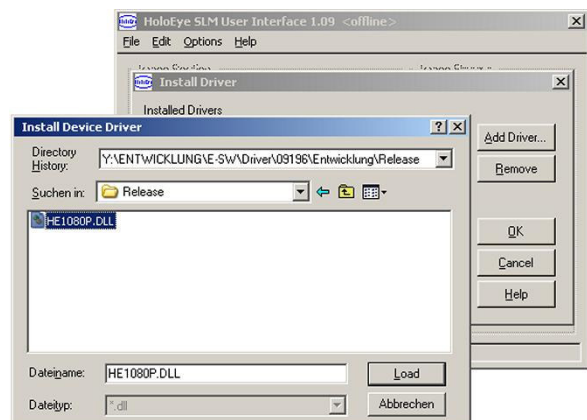 HoloEye SLM User Interface 1.09 <offline>
File Edit Options Help
Install Driver
Installed Drivers
Add Driver...
Remove
OK
Cancel
Help
Install Device Driver
Directory History:
Y:\ENTWICKLUNG\E-SW\Driver\09196\Entwicklung\Release
Suchen in: Release
HE1080P.DLL
Dateiname: HE1080P.DLL
Load
Dateityp: *.dll
Abbrechen